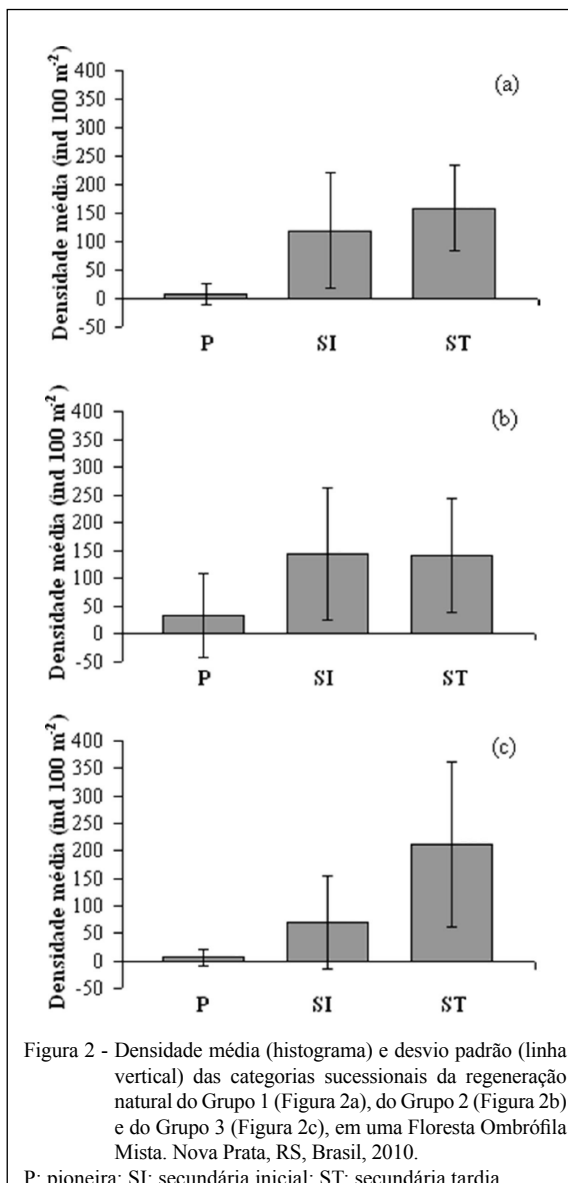 (a)
Densidade média (ind 100 m-2)
400
350
300
250
200
150
100
50
0
-50
P SI ST
(b)
Densidade média (ind 100 m-2)
400
350
300
250
200
150
100
50
0
-50
P SI ST
(c)
Densidade média (ind 100 m-2)
400
350
300
250
200
150
100
50
0
-50
P SI ST
Figura 2 - Densidade média (histograma) e desvio padrão (linha
vertical) das categorias sucessionais da regeneração
natural do Grupo 1 (Figura 2a), do Grupo 2 (Figura 2b)
e do Grupo 3 (Figura 2c), em uma Floresta Ombrófila
Mista. Nova Prata, RS, Brasil, 2010.
P: pioneira; SI: secundária inicial; ST: secundária tardia